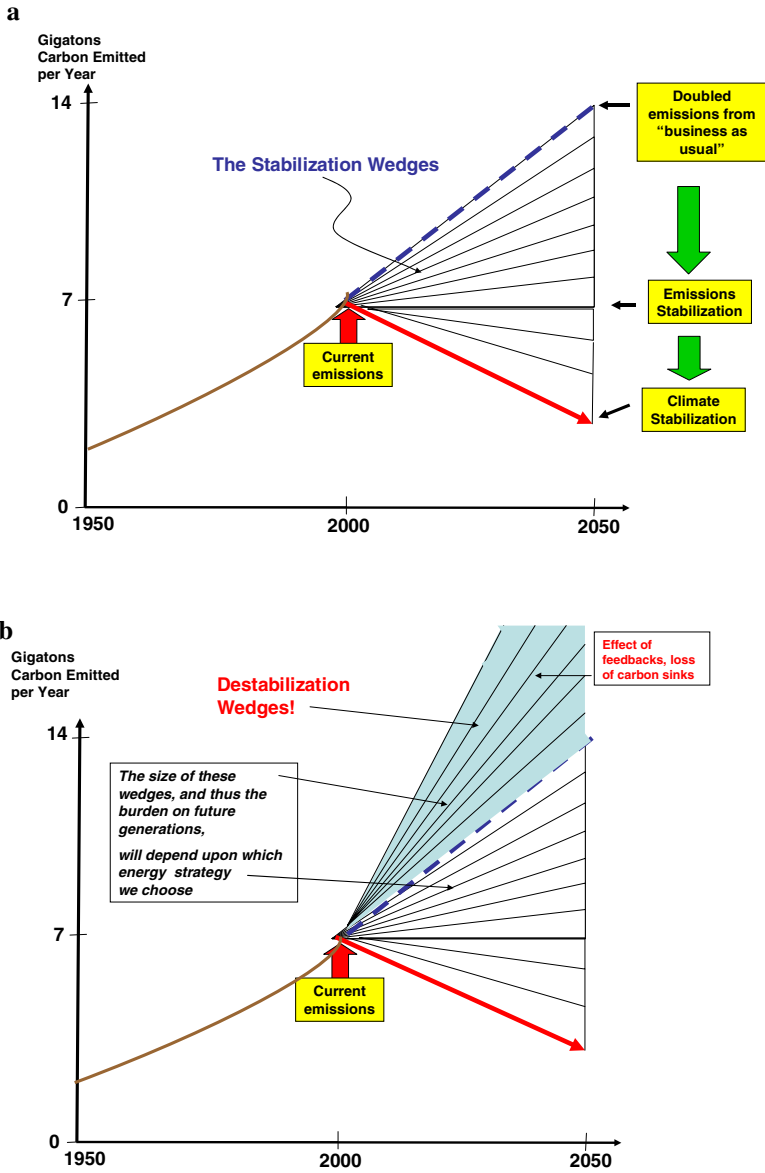 a
Gigatons
Carbon Emitted
per Year
14
Doubled
emissions from
“business as
usual”
The Stabilization Wedges
7
Emissions
Stabilization
Current
emissions
Climate
Stabilization
0
1950
2000
2050
b
Gigatons
Carbon Emitted
per Year
Effect of
feedbacks, loss
of carbon sinks
Destabilization
Wedges!
14
The size of these
wedges, and thus the
burden on future
generations,
will depend upon which
energy strategy
we choose
7
Current
emissions
0
1950
2000
2050